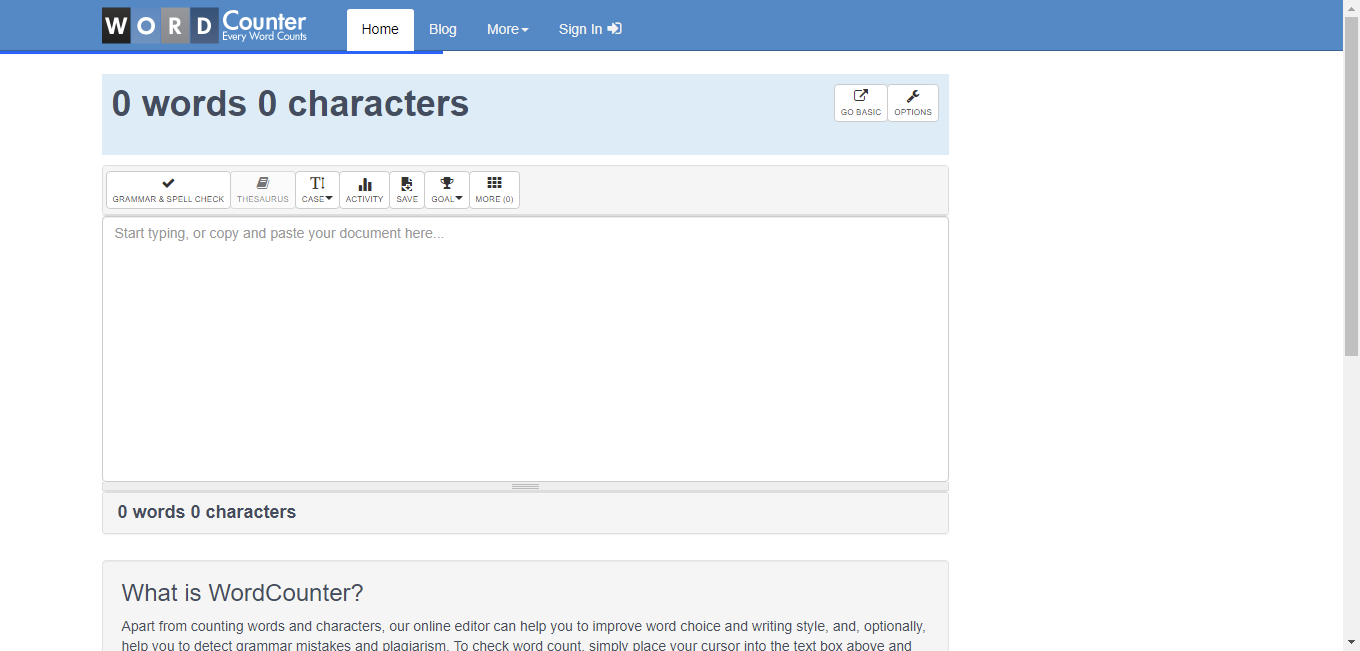 WORD Counter
Every Word Counts
Home
Blog
More
Sign In
0 words 0 characters
GO BASIC
OPTIONS
GRAMMAR & SPELL CHECK
THESAURUS
CASE
ACTIVITY
SAVE
GOAL
MORE (0)
Start typing, or copy and paste your document here...
0 words 0 characters
What is WordCounter?
Apart from counting words and characters, our online editor can help you to improve word choice and writing style, and, optionally,
help you to detect grammar mistakes and plagiarism. To check word count, simply place your cursor into the text box above and